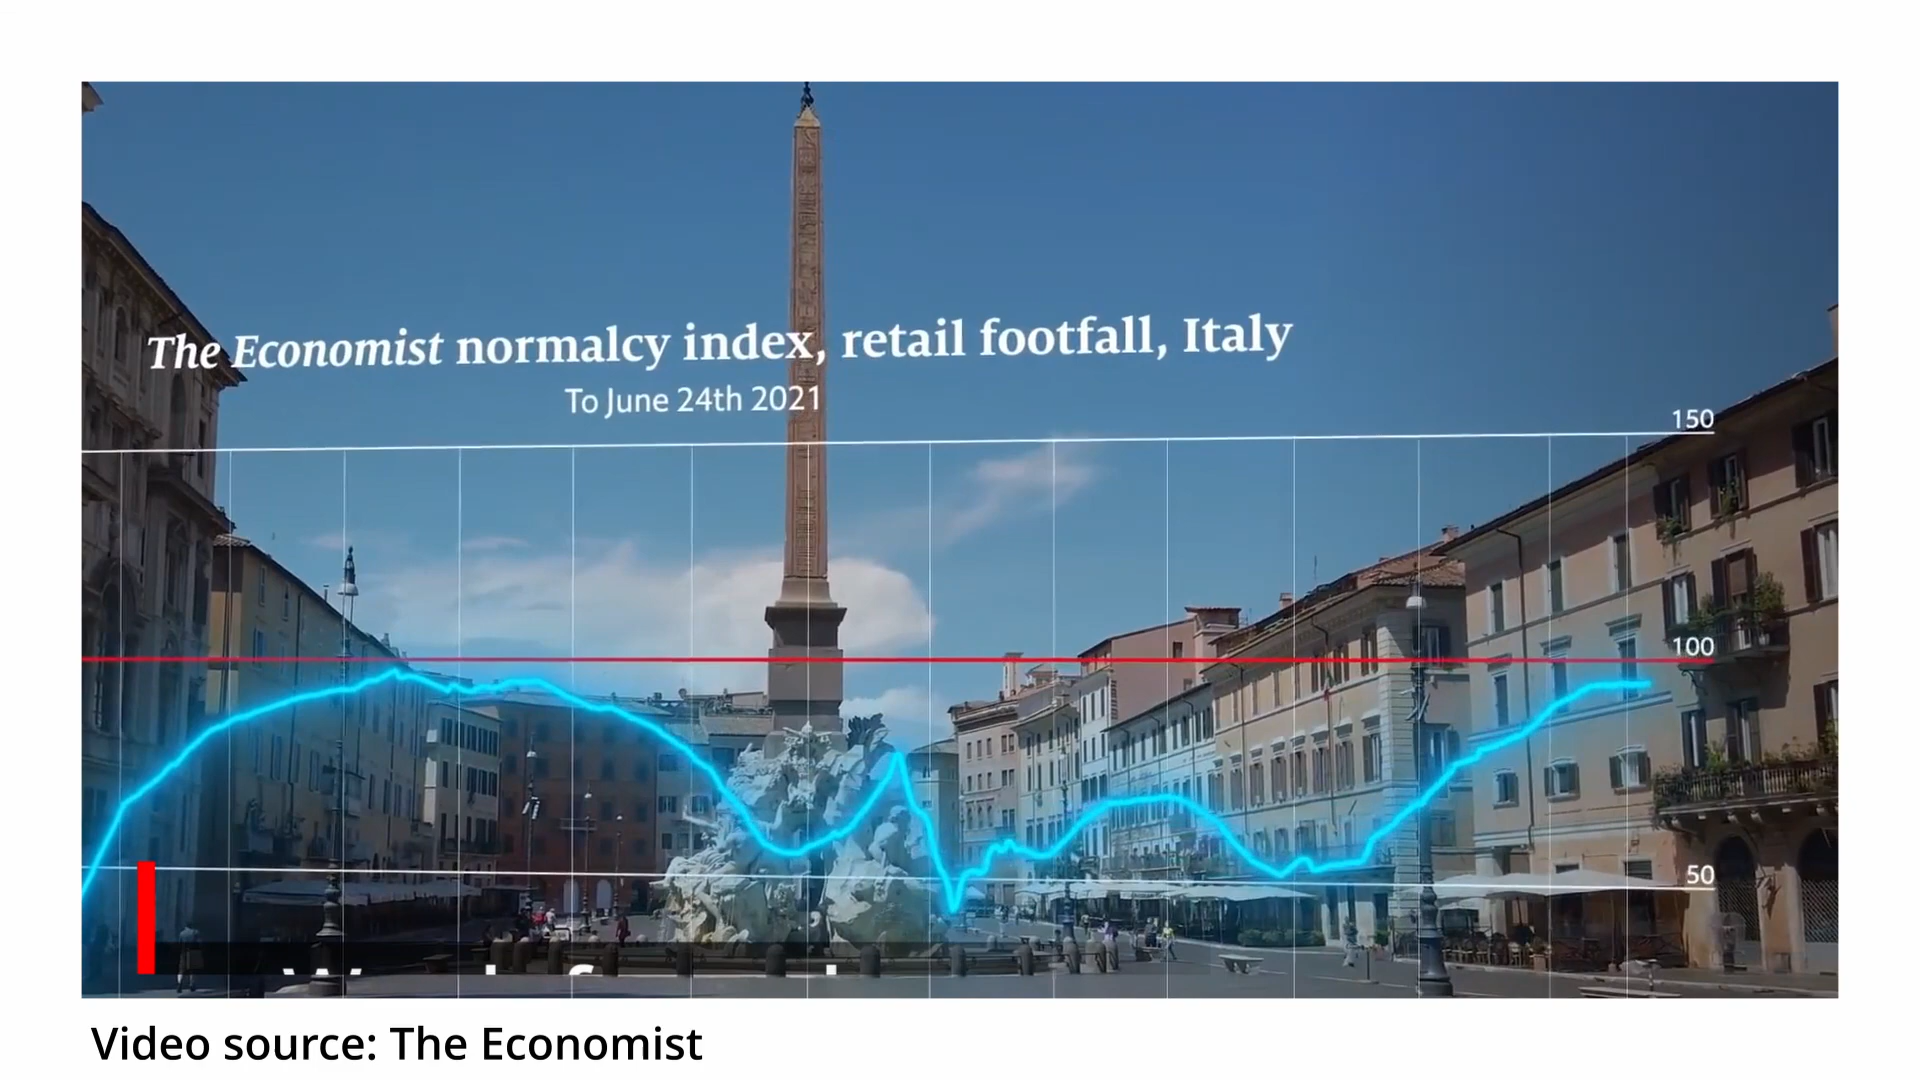 The Economist normalcy index, retail footfall, Italy
To June 24th 2021
150
100
50
Video source: The Economist